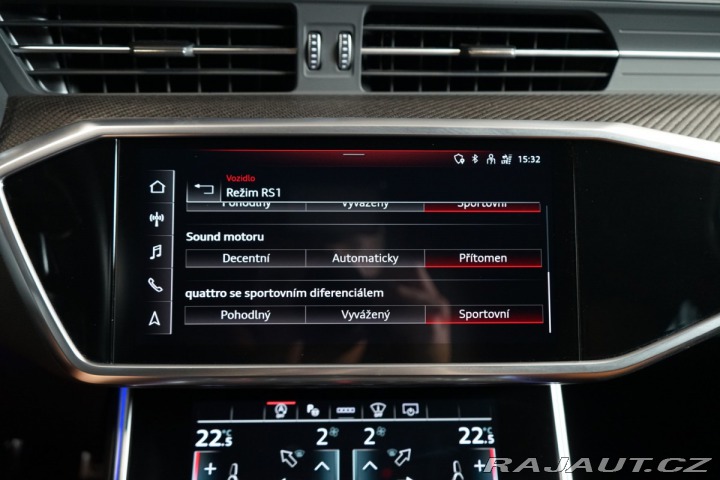 15:32
Vozidlo
Režim RS1
Pohodlný Vyvážený Sportovní
Sound motoru
Decentní Automaticky Přítomen
quattro se sportovním diferenciálem
Pohodlný Vyvážený Sportovní
22.5°C 2 2 22.5°C
+ +
RAJAUT.CZ